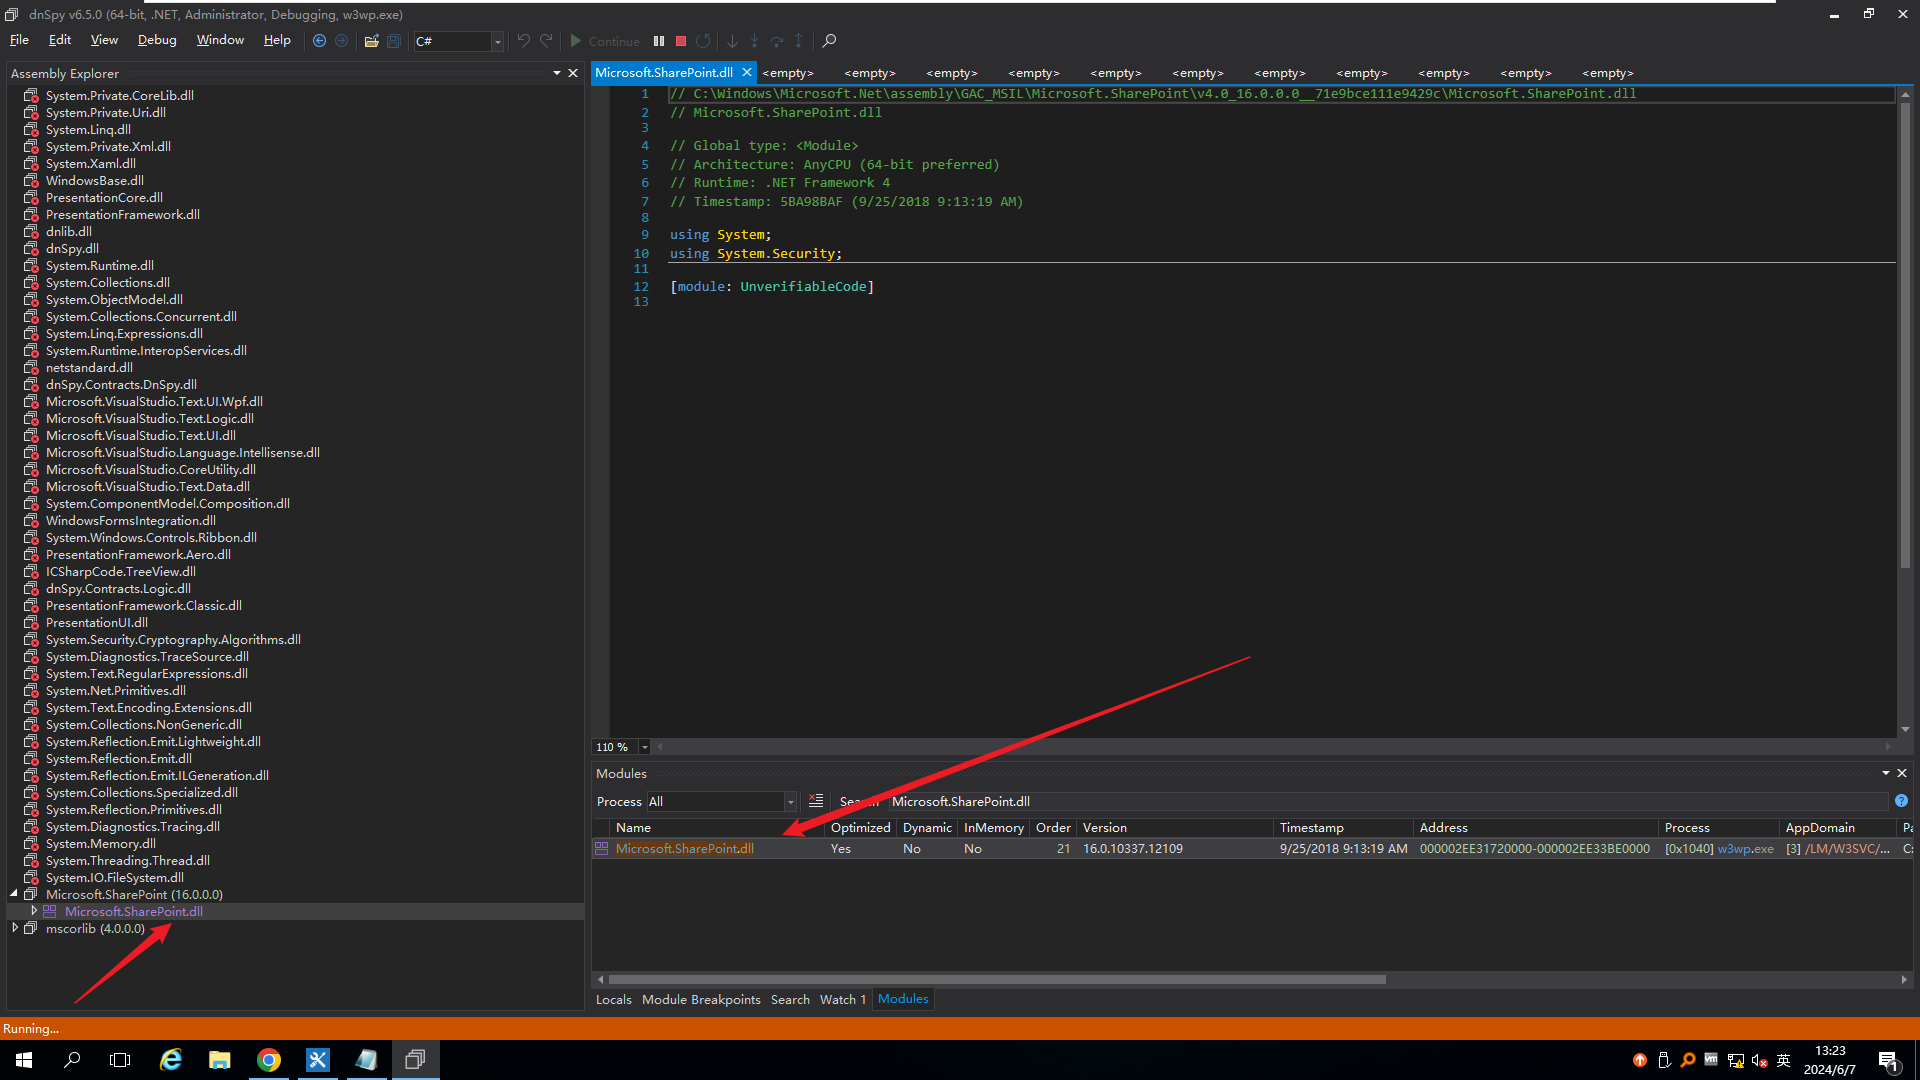 dnSpy v6.5.0 (64-bit, .NET, Administrator, Debugging, w3wp.exe)
File Edit View Debug Window Help C# Continue
Assembly Explorer
System.Private.CoreLib.dll
System.Private.Uri.dll
System.Linq.dll
System.Private.Xml.dll
System.Xaml.dll
WindowsBase.dll
PresentationCore.dll
PresentationFramework.dll
dnlib.dll
dnSpy.dll
System.Runtime.dll
System.Collections.dll
System.ObjectModel.dll
System.Collections.Concurrent.dll
System.Linq.Expressions.dll
System.Runtime.InteropServices.dll
netstandard.dll
dnSpy.Contracts.DnSpy.dll
Microsoft.VisualStudio.Text.UI.Wpf.dll
Microsoft.VisualStudio.Text.Logic.dll
Microsoft.VisualStudio.Text.UI.dll
Microsoft.VisualStudio.Language.Intellisense.dll
Microsoft.VisualStudio.CoreUtility.dll
Microsoft.VisualStudio.Text.Data.dll
System.ComponentModel.Composition.dll
WindowsFormsIntegration.dll
System.Windows.Controls.Ribbon.dll
PresentationFramework.Aero.dll
ICSharpCode.TreeView.dll
dnSpy.Contracts.Logic.dll
PresentationFramework.Classic.dll
PresentationUI.dll
System.Security.Cryptography.Algorithms.dll
System.Diagnostics.TraceSource.dll
System.Text.RegularExpressions.dll
System.Net.Primitives.dll
System.Text.Encoding.Extensions.dll
System.Collections.NonGeneric.dll
System.Reflection.Emit.Lightweight.dll
System.Reflection.Emit.dll
System.Reflection.Emit.ILGeneration.dll
System.Collections.Specialized.dll
System.Reflection.Primitives.dll
System.Diagnostics.Tracing.dll
System.Memory.dll
System.Threading.Thread.dll
System.IO.FileSystem.dll
Microsoft.SharePoint (16.0.0.0)
Microsoft.SharePoint.dll
mscorlib (4.0.0.0)
Microsoft.SharePoint.dll <empty> <empty> <empty> <empty> <empty> <empty> <empty> <empty> <empty> <empty> <empty>
1 // C:\Windows\Microsoft.Net\assembly\GAC_MSIL\Microsoft.SharePoint\v4.0_16.0.0.0__71e9bce111e9429c\Microsoft.SharePoint.dll
2 // Microsoft.SharePoint.dll
3
4 // Global type: <Module>
5 // Architecture: AnyCPU (64-bit preferred)
6 // Runtime: .NET Framework 4
7 // Timestamp: 5BA98BAF (9/25/2018 9:13:19 AM)
8
9 using System;
10 using System.Security;
11
12 [module: UnverifiableCode]
13
110 %
Modules
Process All Search Microsoft.SharePoint.dll
Name Optimized Dynamic InMemory Order Version Timestamp Address Process AppDomain Pa
Microsoft.SharePoint.dll Yes No No 21 16.0.10337.12109 9/25/2018 9:13:19 AM 000002EE31720000-000002EE33BE0000 [0x1040] w3wp.exe [3] /LM/W3SVC/... C:
Locals Module Breakpoints Search Watch 1 Modules
Running...
英
13:23
2024/6/7
1